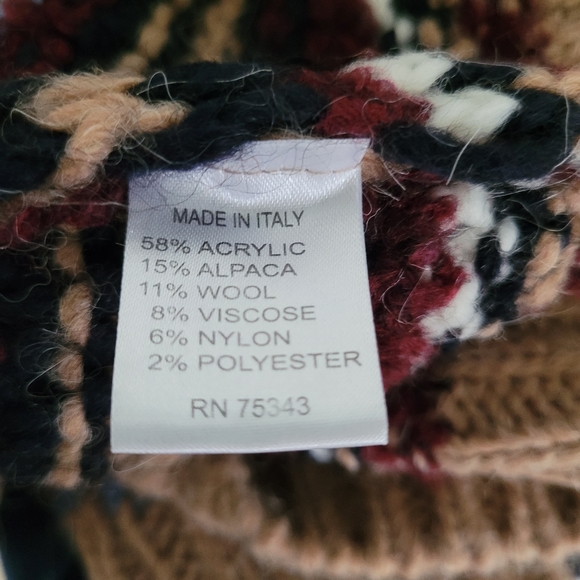 MADE IN ITALY
58% ACRYLIC
15% ALPACA
11% WOOL
8% VISCOSE
6% NYLON
2% POLYESTER
RN 75343